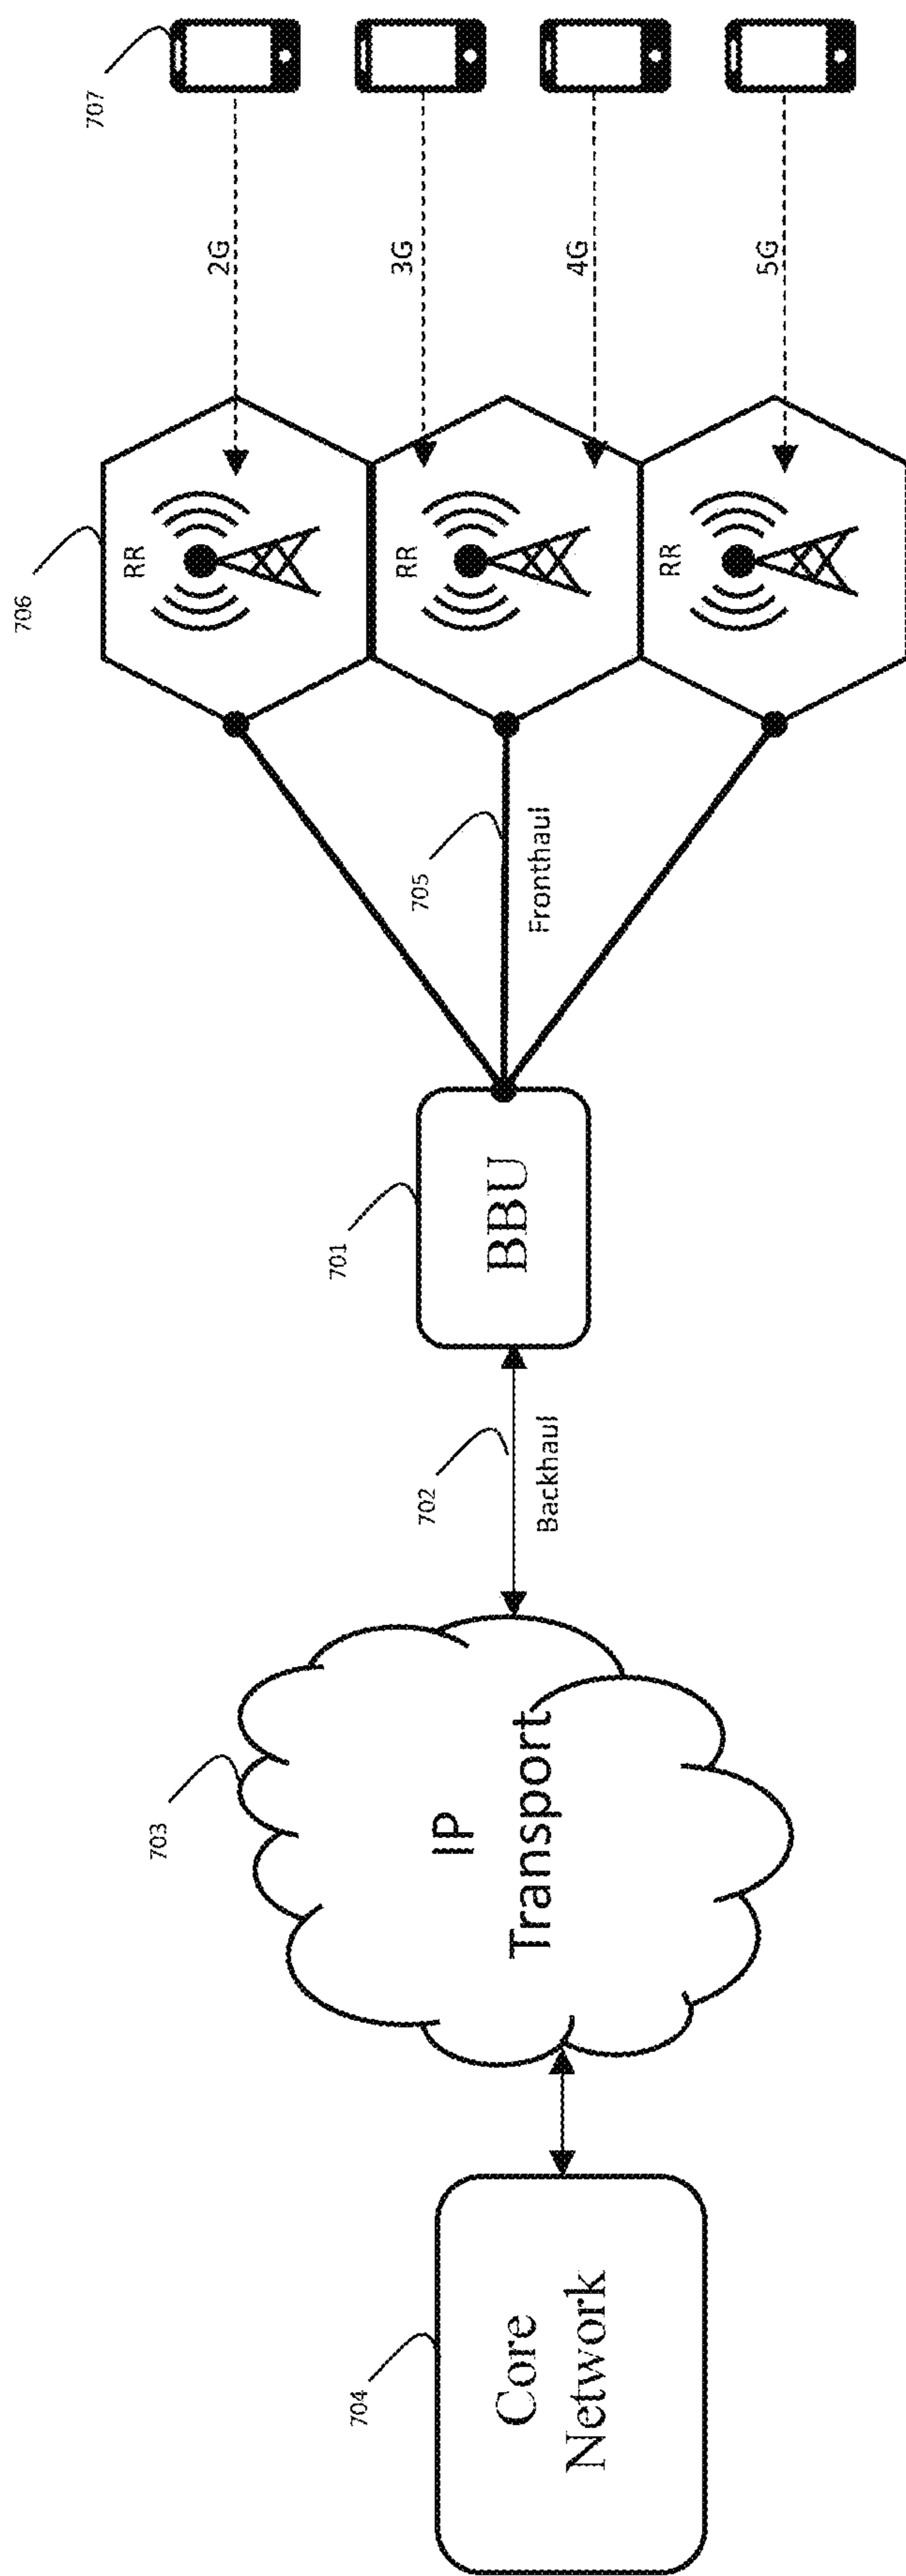 704
Core
Network
703
IP
Transport
702
Backhaul
701
BBU
705
Fronthaul
706
RR
RR
RR
2G
3G
4G
5G
707